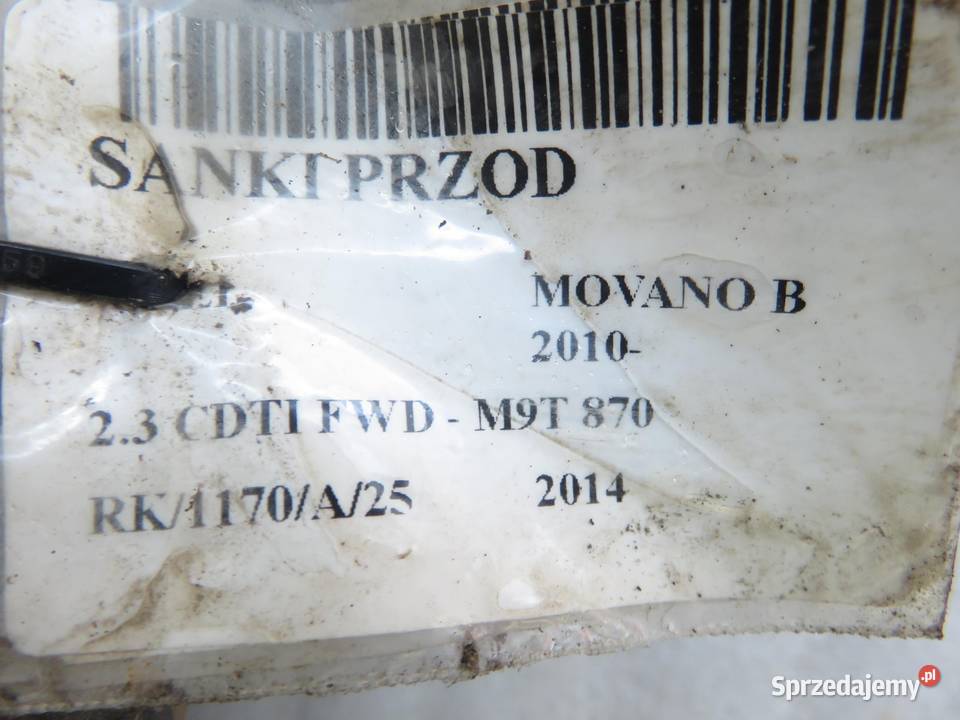 SANKI PRZOD
MOVANO B
2010-
2.3 CDTI FWD - M9T 870
RK/1170/A/25 2014
Sprzedajemy.pl